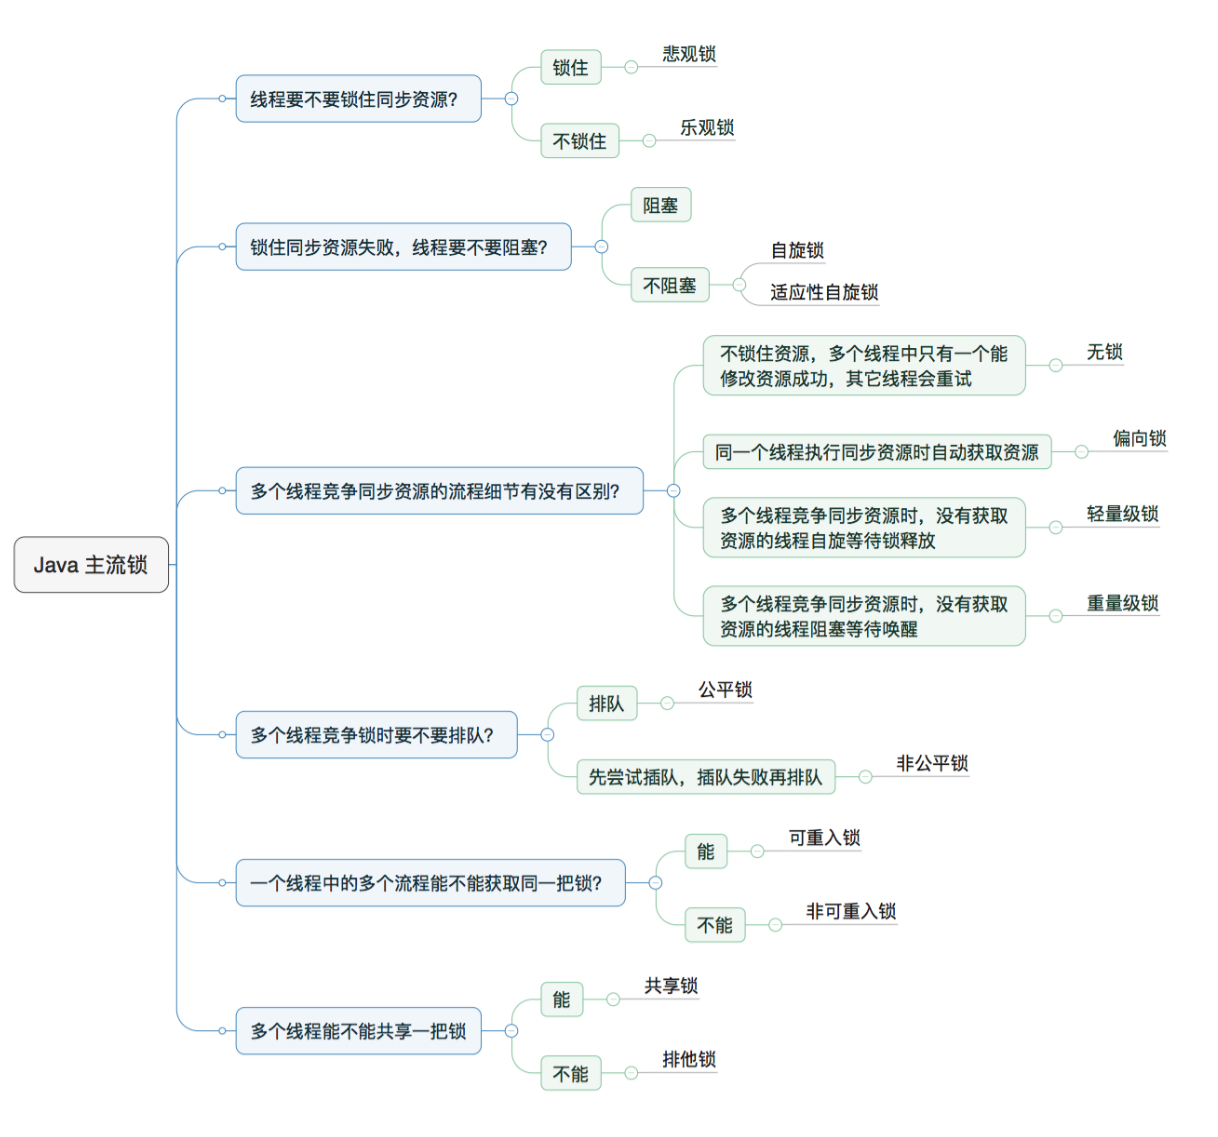 Java 主流锁
线程要不要锁住同步资源？
锁住
悲观锁
不锁住
乐观锁
锁住同步资源失败，线程要不要阻塞？
阻塞
不阻塞
自旋锁
适应性自旋锁
多个线程竞争同步资源的流程细节有没有区别？
不锁住资源，多个线程中只有一个能
修改资源成功，其它线程会重试
无锁
同一个线程执行同步资源时自动获取资源
偏向锁
多个线程竞争同步资源时，没有获取
资源的线程自旋等待锁释放
轻量级锁
多个线程竞争同步资源时，没有获取
资源的线程阻塞等待唤醒
重量级锁
多个线程竞争锁时要不要排队？
排队
公平锁
先尝试插队，插队失败再排队
非公平锁
一个线程中的多个流程能不能获取同一把锁？
能
可重入锁
不能
非可重入锁
多个线程能不能共享一把锁
能
共享锁
不能
排他锁